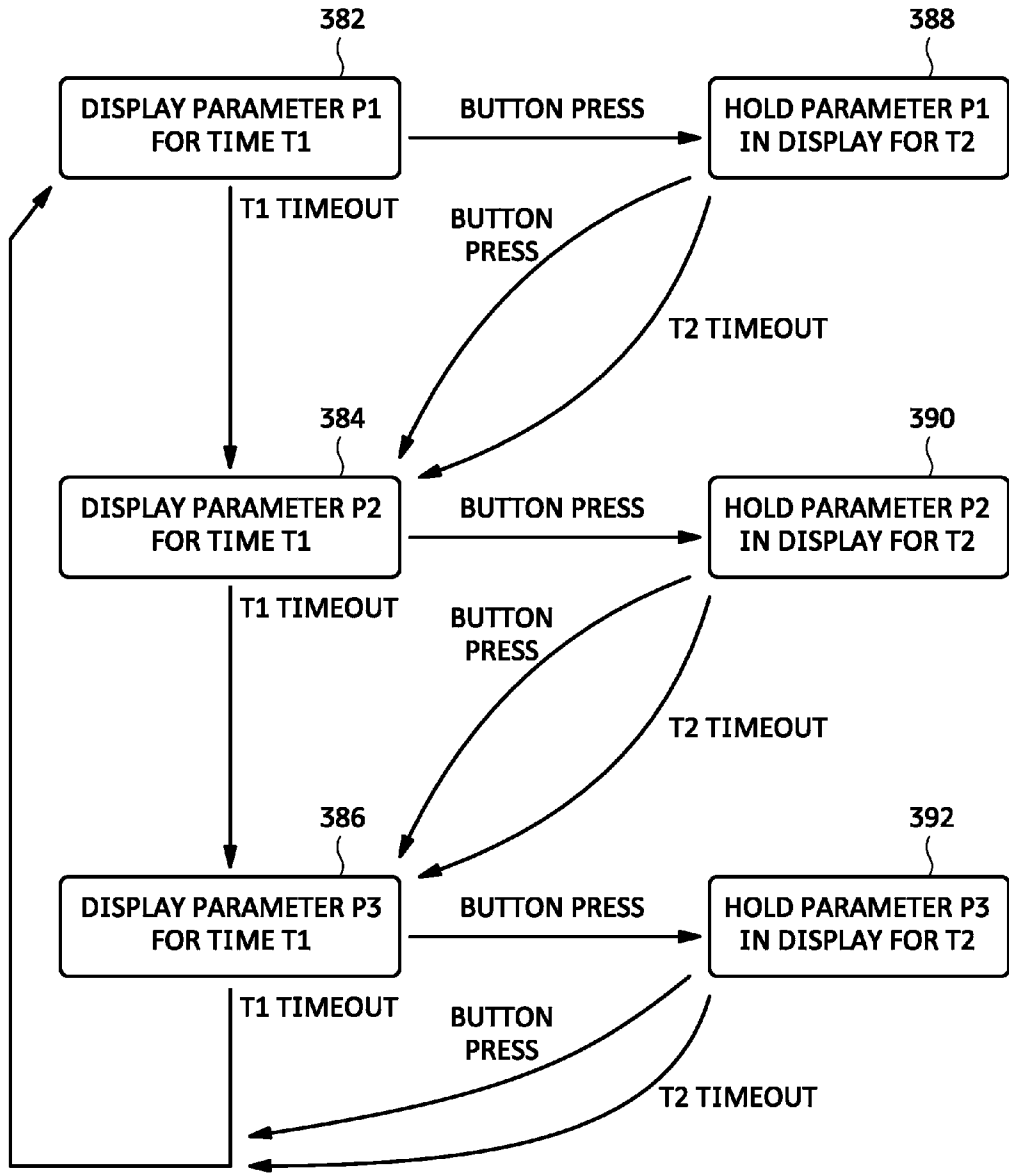 382
388
DISPLAY PARAMETER P1
FOR TIME T1
BUTTON PRESS
HOLD PARAMETER P1
IN DISPLAY FOR T2
T1 TIMEOUT
BUTTON
PRESS
T2 TIMEOUT
384
390
DISPLAY PARAMETER P2
FOR TIME T1
BUTTON PRESS
HOLD PARAMETER P2
IN DISPLAY FOR T2
T1 TIMEOUT
BUTTON
PRESS
T2 TIMEOUT
386
392
DISPLAY PARAMETER P3
FOR TIME T1
BUTTON PRESS
HOLD PARAMETER P3
IN DISPLAY FOR T2
T1 TIMEOUT
BUTTON
PRESS
T2 TIMEOUT